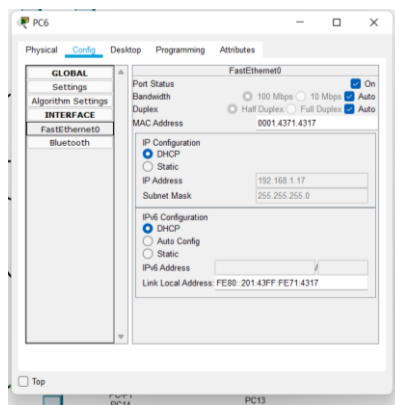 PC6
Physical Config Desktop Programming Attributes
GLOBAL
Settings
Algorithm Settings
INTERFACE
FastEthernet0
Bluetooth
FastEthernet0
Port Status On
Bandwidth 100 Mbps 10 Mbps Auto
Duplex Half Duplex Full Duplex Auto
MAC Address 0001.4371.4317
IP Configuration
DHCP
Static
IP Address 192.168.1.17
Subnet Mask 255.255.255.0
IPv6 Configuration
DHCP
Auto Config
Static
IPv6 Address /
Link Local Address: FE80::201:43FF:FE71:4317
Top
PC-PT
PC14
PC13